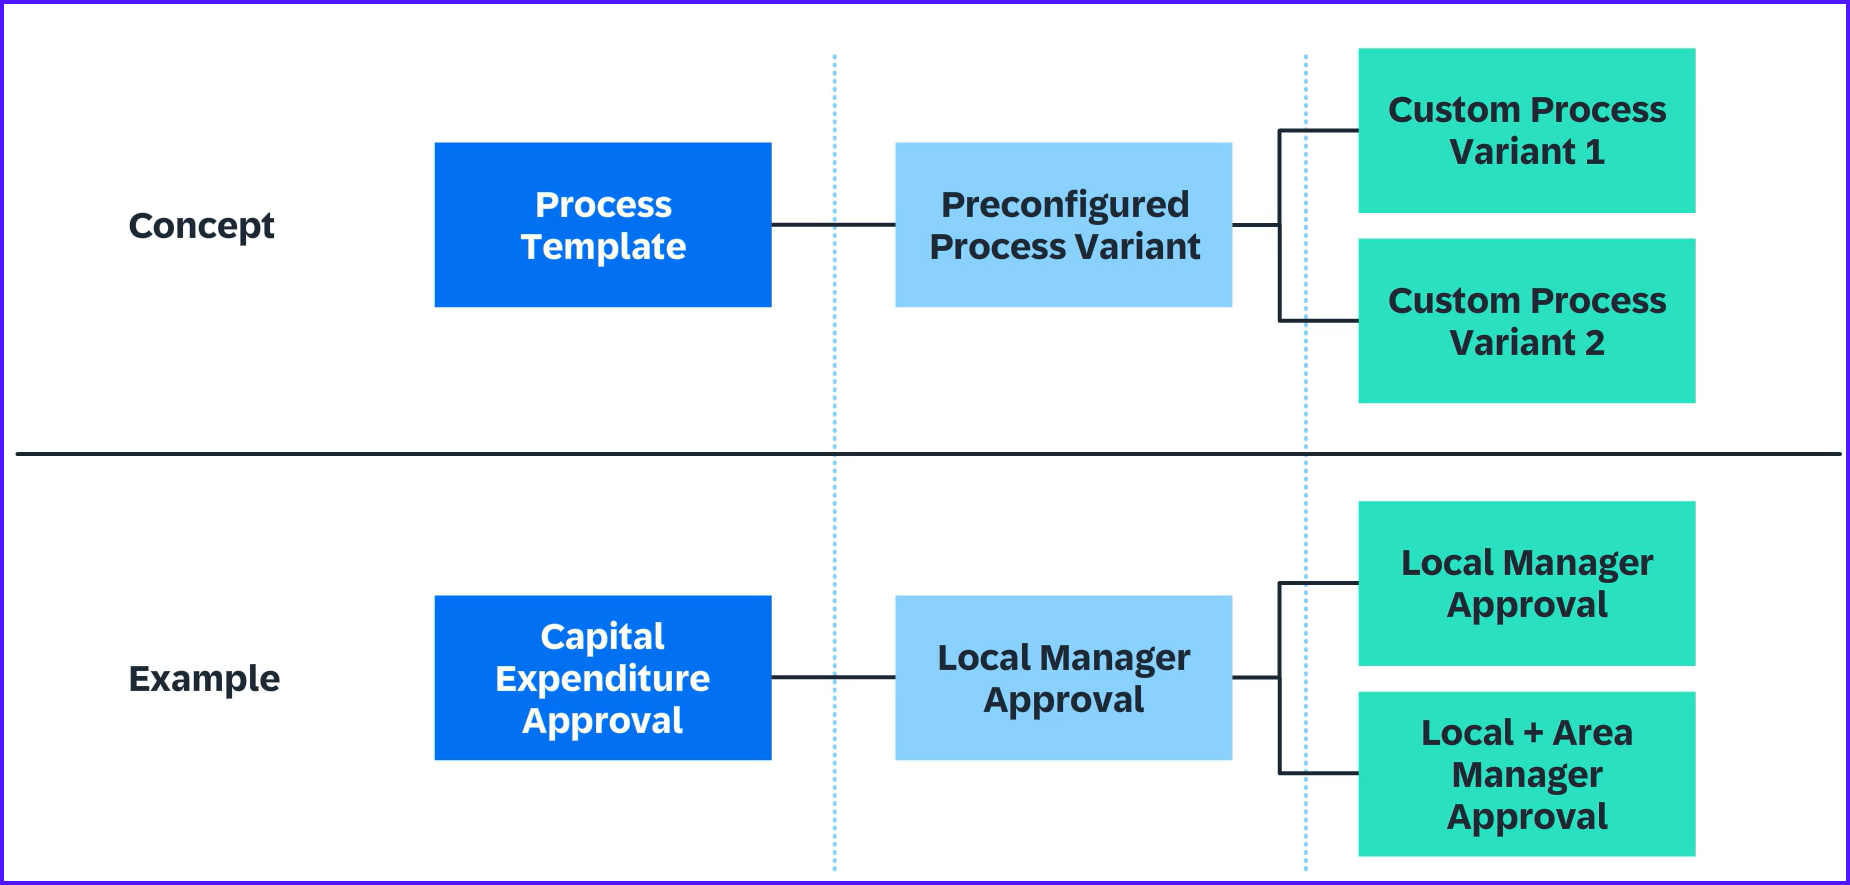 Concept
Process
Template
Preconfigured
Process Variant
Custom Process
Variant 1
Custom Process
Variant 2
Example
Capital
Expenditure
Approval
Local Manager
Approval
Local Manager
Approval
Local + Area
Manager
Approval